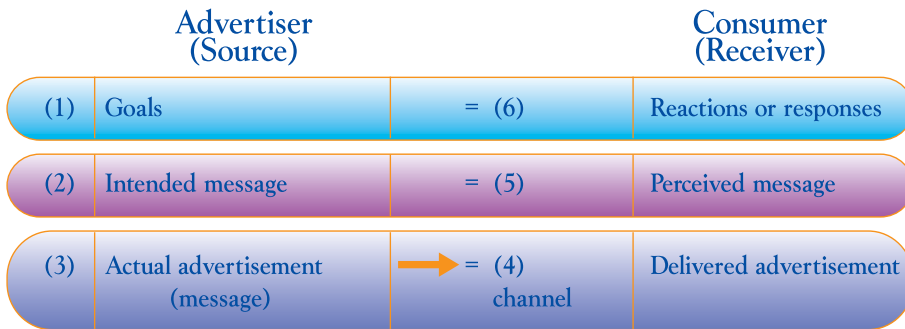 Advertiser
(Source)
Consumer
(Receiver)
(1) Goals = (6) Reactions or responses
(2) Intended message = (5) Perceived message
(3) Actual advertisement = (4) Delivered advertisement
(message) channel